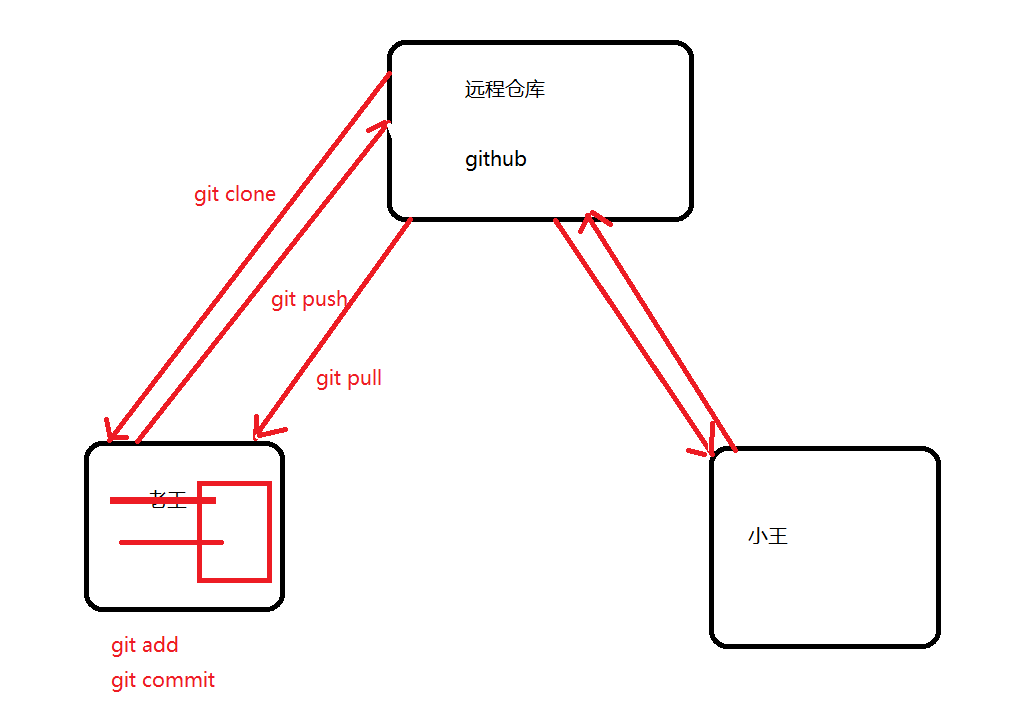 远程仓库
github
git clone
git push
git pull
老王
小王
git add
git commit